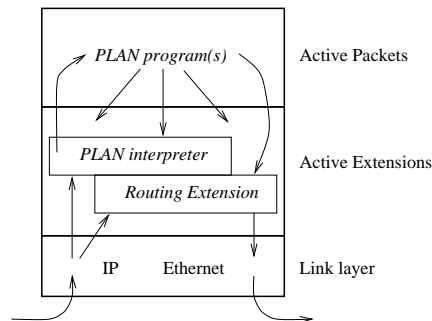 PLAN program(s) Active Packets
PLAN interpreter
Active Extensions
Routing Extension
IP Ethernet Link layer